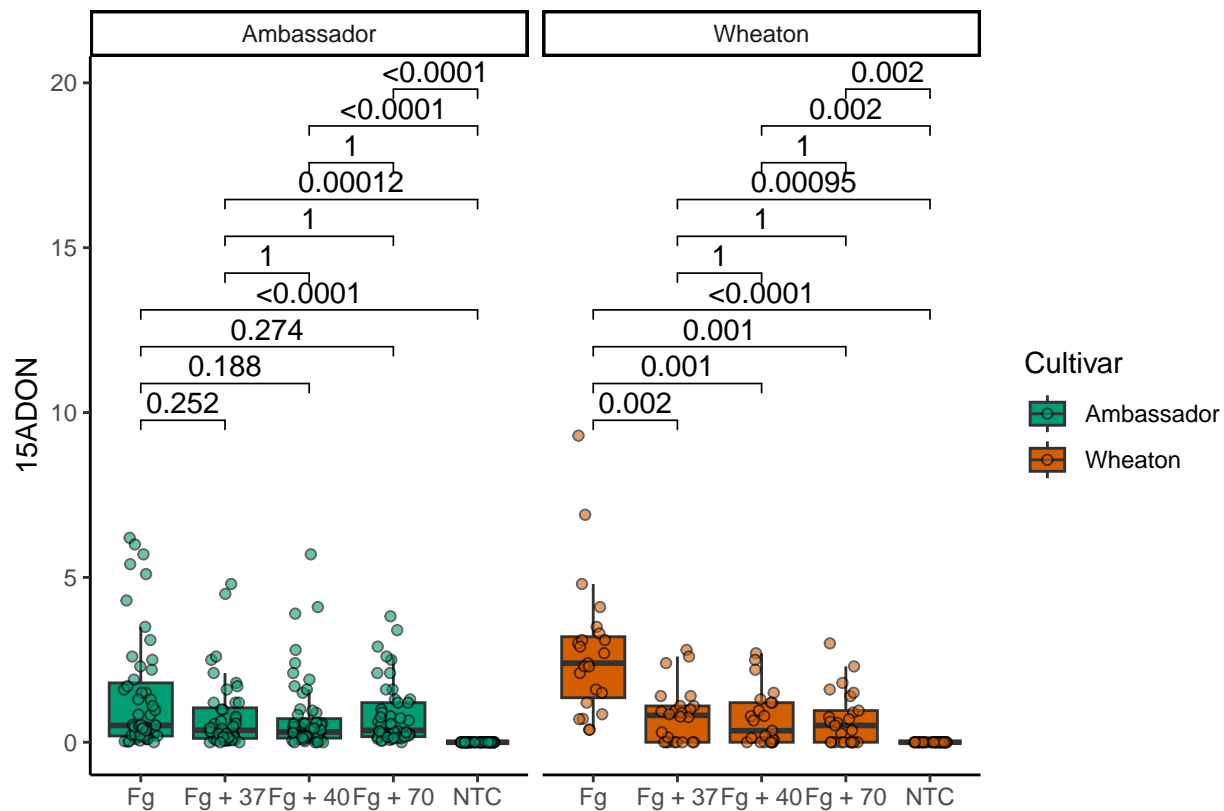 Ambassador Wheaton
20
<0.0001 0.002
<0.0001 0.002
1 1
0.00012 0.00095
15
1 1
1 1
<0.0001 <0.0001
0.274 0.001
0.188 0.001
0.252 0.002
10
15ADON
5
0
Fg Fg + 37 Fg + 40 Fg + 70 NTC Fg Fg + 37 Fg + 40 Fg + 70 NTC
Cultivar
Ambassador
Wheaton